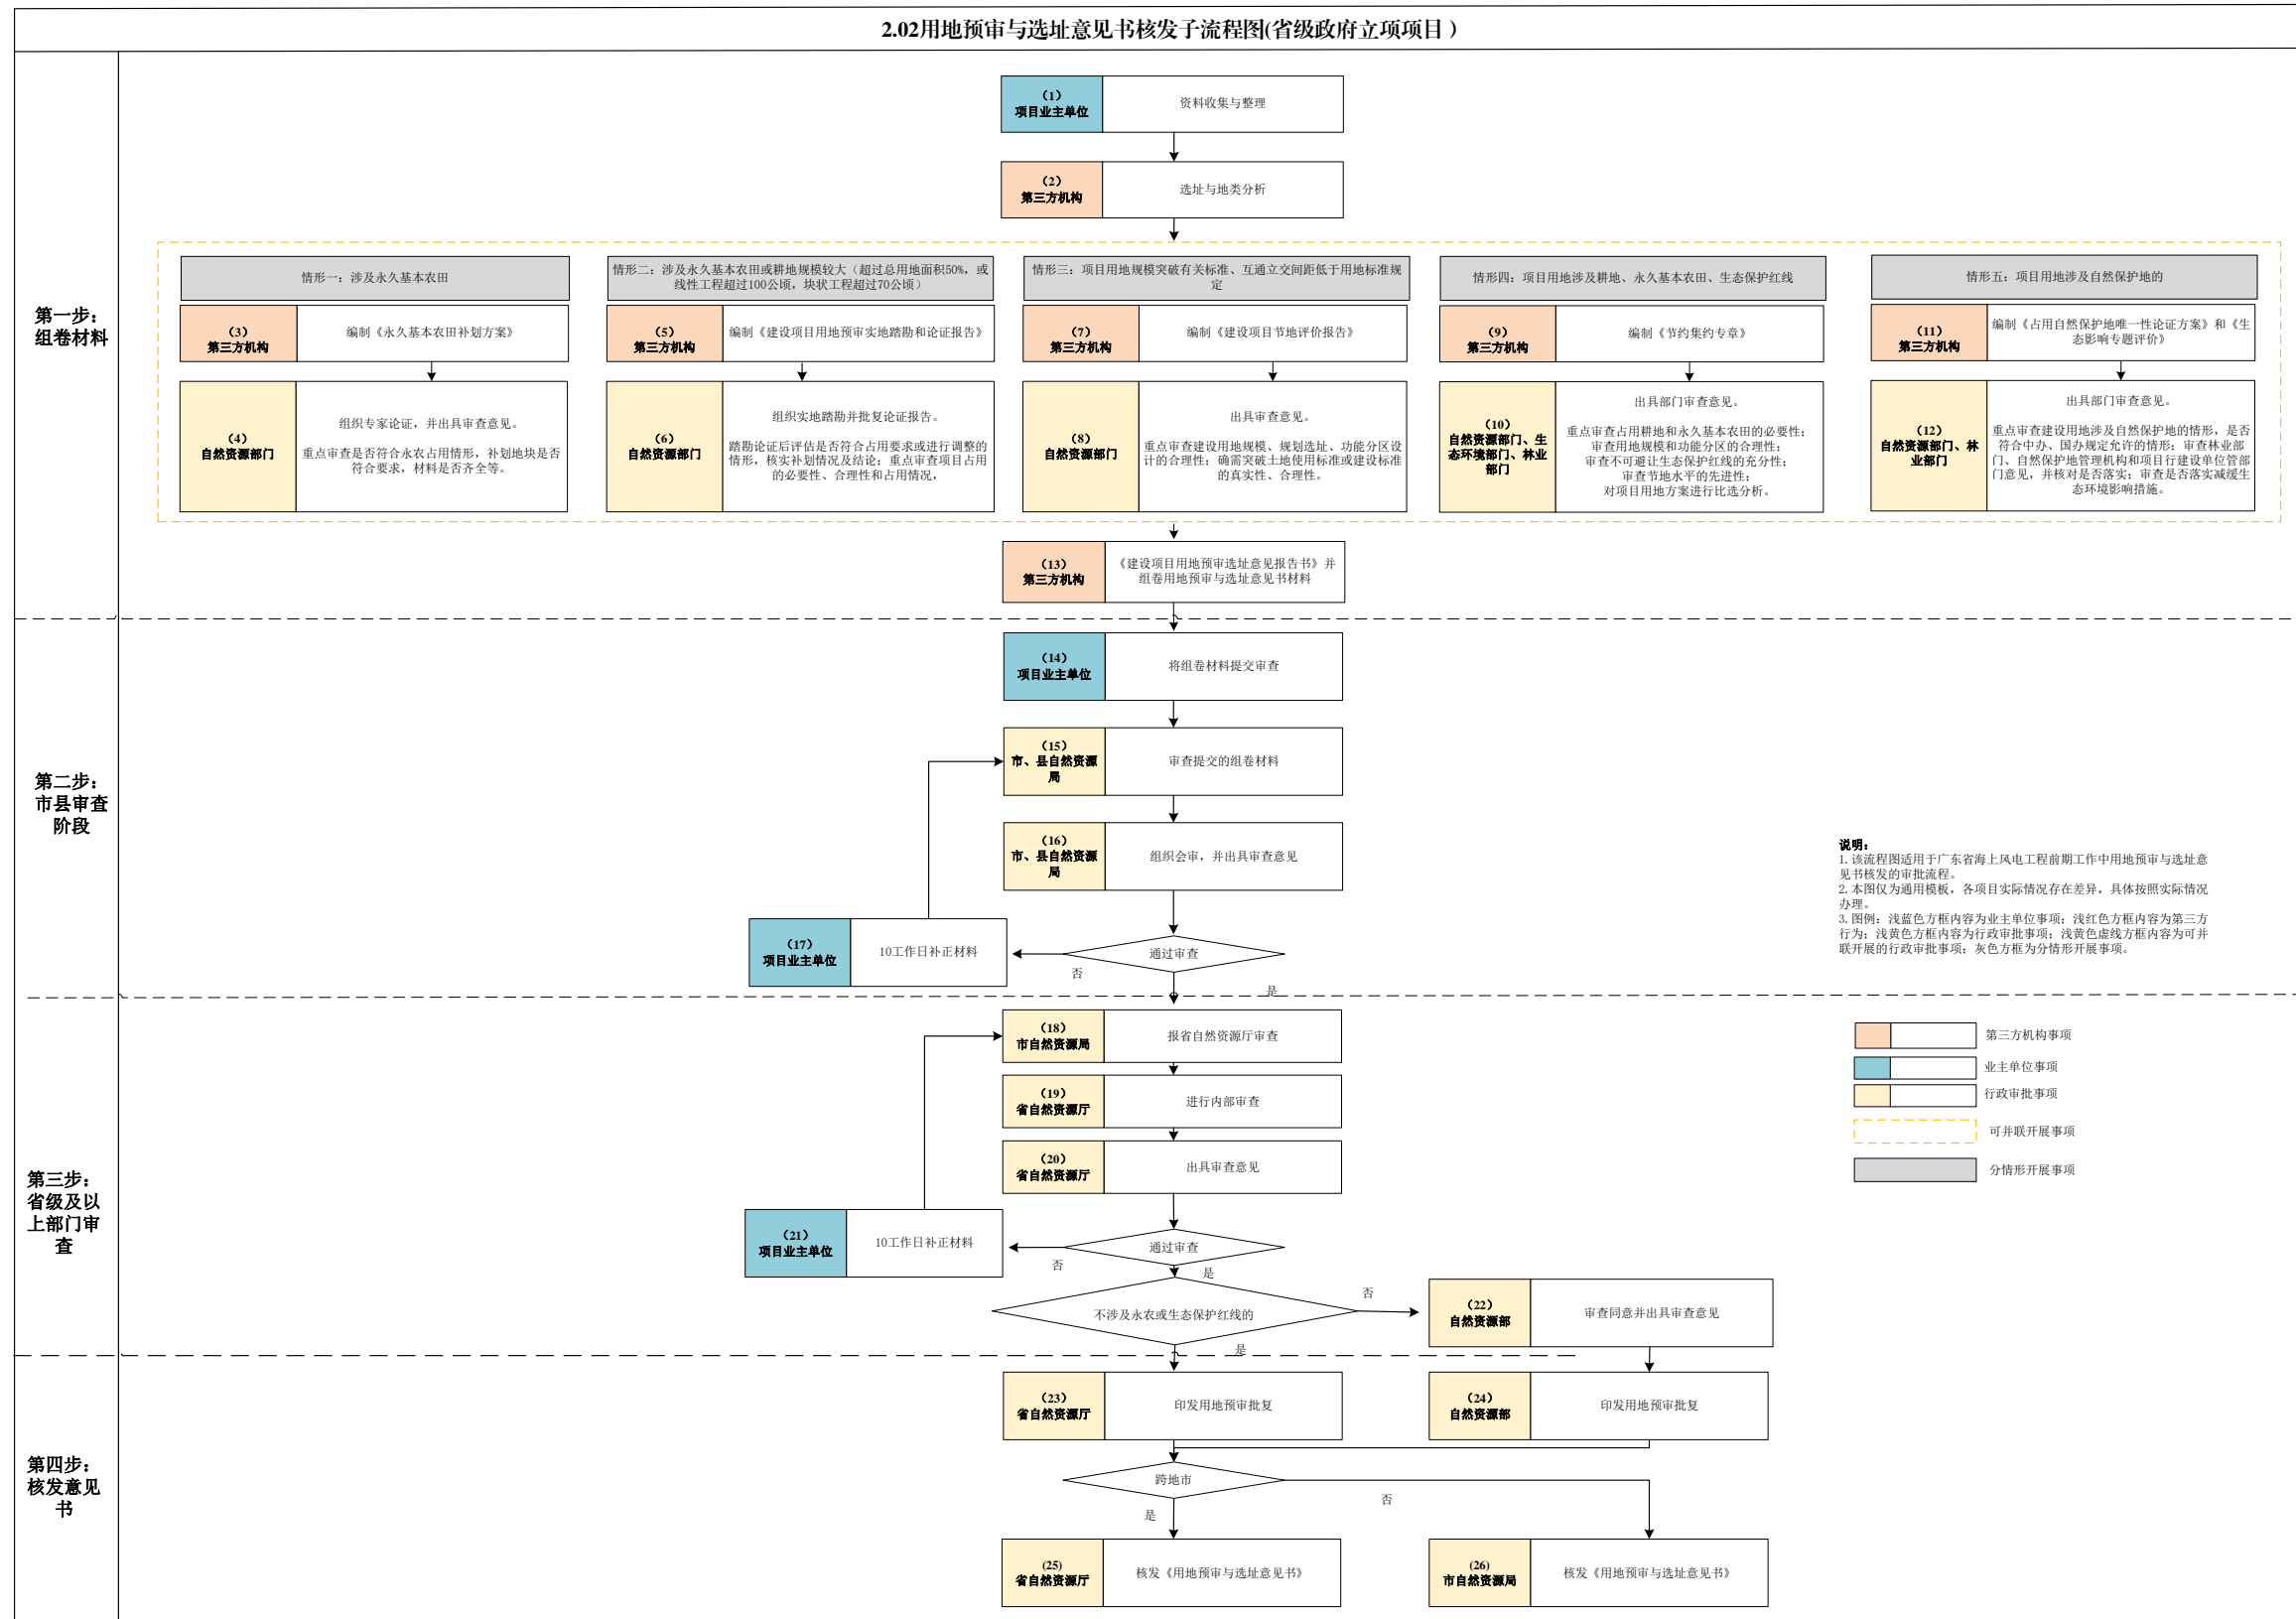 2.02用地预审与选址意见书核发子流程图(省级政府立项项目 )
第一步：
组卷材料
（1）
项目业主单位
资料收集与整理
（2）
第三方机构
选址与地类分析
情形一：涉及永久基本农田
（3）
第三方机构
编制《永久基本农田补划方案》
（4）
自然资源部门
组织专家论证，并出具审查意见。
重点审查是否符合永农占用情形，补划地块是否
符合要求，材料是否齐全等。
情形二：涉及永久基本农田或耕地规模较大（超过总用地面积50%，或
线性工程超过100公顷，块状工程超过70公顷）
（5）
第三方机构
编制《建设项目用地预审实地踏勘和论证报告》
（6）
自然资源部门
组织实地踏勘并批复论证报告。
踏勘论证后评估是否符合占用要求或进行调整的
情形，核实补划情况及结论；重点审查项目占用
的必要性、合理性和占用情况，
情形三：项目用地规模突破有关标准、互通立交间距低于用地标准规
定
（7）
第三方机构
编制《建设项目节地评价报告》
（8）
自然资源部门
出具审查意见。
重点审查建设用地规模、规划选址、功能分区设
计的合理性；确需突破土地使用标准或建设标准
的真实性、合理性。
情形四：项目用地涉及耕地、永久基本农田、生态保护红线
（9）
第三方机构
编制《节约集约专章》
（10）
自然资源部门、生
态环境部门、林业
部门
出具部门审查意见。
重点审查占用耕地和永久基本农田的必要性；
审查用地规模和功能分区的合理性；
审查不可避让生态保护红线的充分性；
审查节地水平的先进性；
对项目用地方案进行比选分析。
情形五：项目用地涉及自然保护地的
（11）
第三方机构
编制《占用自然保护地唯一性论证方案》和《生
态影响专题评价》
（12）
自然资源部门、林
业部门
出具部门审查意见。
重点审查建设用地涉及自然保护地的情形，是否
符合中办、国办规定允许的情形；审查林业部
门、自然保护地管理机构和项目行建设单位管部
门意见，并核对是否落实；审查是否落实减缓生
态环境影响措施。
（13）
第三方机构
《建设项目用地预审选址意见报告书》并
组卷用地预审与选址意见书材料
第二步：
市县审查
阶段
（14）
项目业主单位
将组卷材料提交审查
（15）
市、县自然资源
局
审查提交的组卷材料
（16）
市、县自然资源
局
组织会审，并出具审查意见
（17）
项目业主单位
10工作日补正材料
通过审查
否
是
说明：
1.该流程图适用于广东省海上风电工程前期工作中用地预审与选址意
见书核发的审批流程。
2.本图仅为通用模板，各项目实际情况存在差异，具体按照实际情况
办理。
3.图例：浅蓝色方框内容为业主单位事项；浅红色方框内容为第三方
行为；浅黄色方框内容为行政审批事项；浅黄色虚线方框内容为可并
联开展的行政审批事项；灰色方框为分情形开展事项。
第三方机构事项
业主单位事项
行政审批事项
可并联开展事项
分情形开展事项
第三步：
省级及以
上部门审
查
（18）
市自然资源局
报省自然资源厅审查
（19）
省自然资源厅
进行内部审查
（20）
省自然资源厅
出具审查意见
（21）
项目业主单位
10工作日补正材料
通过审查
否
是
不涉及永农或生态保护红线的
否
是
（22）
自然资源部
审查同意并出具审查意见
第四步：
核发意见
书
（23）
省自然资源厅
印发用地预审批复
（24）
自然资源部
印发用地预审批复
跨地市
是
否
(25)
省自然资源厅
核发《用地预审与选址意见书》
(26)
市自然资源局
核发《用地预审与选址意见书》